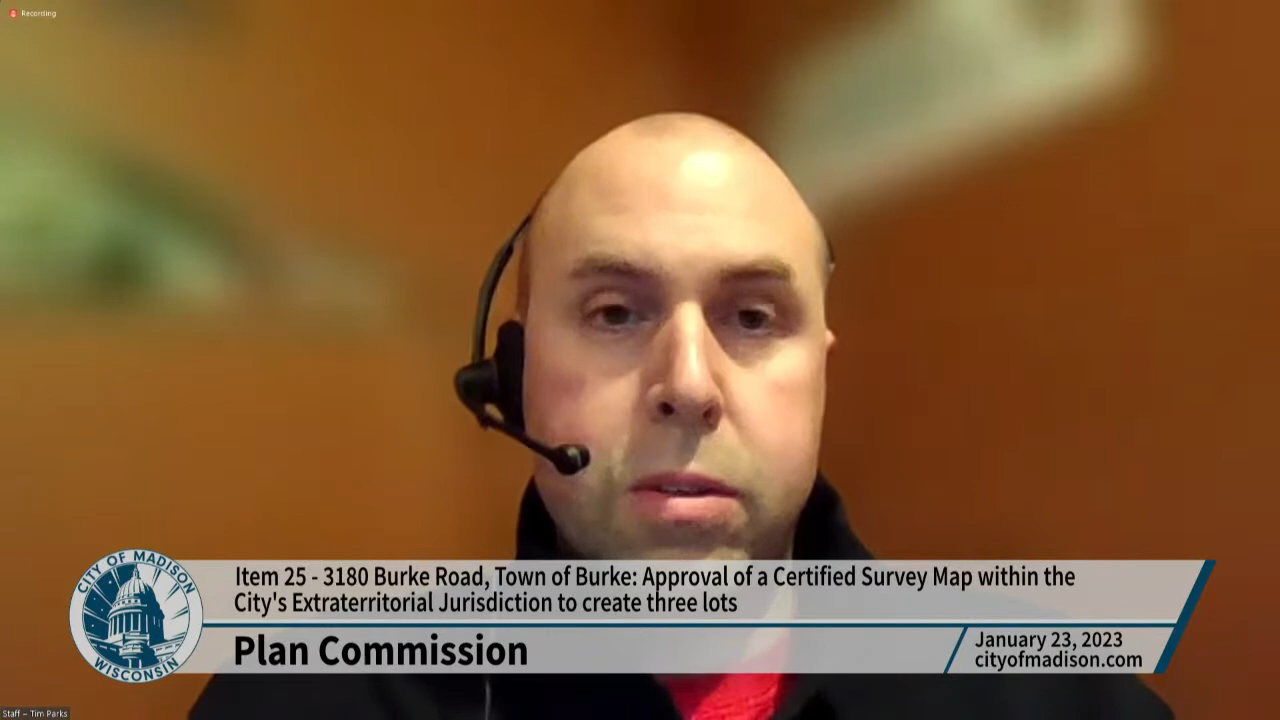 Recording
CITY OF MADISON
WISCONSIN
Item 25 - 3180 Burke Road, Town of Burke: Approval of a Certified Survey Map within the
City's Extraterritorial Jurisdiction to create three lots
Plan Commission
January 23, 2023
cityofmadison.com
Staff – Tim Parks